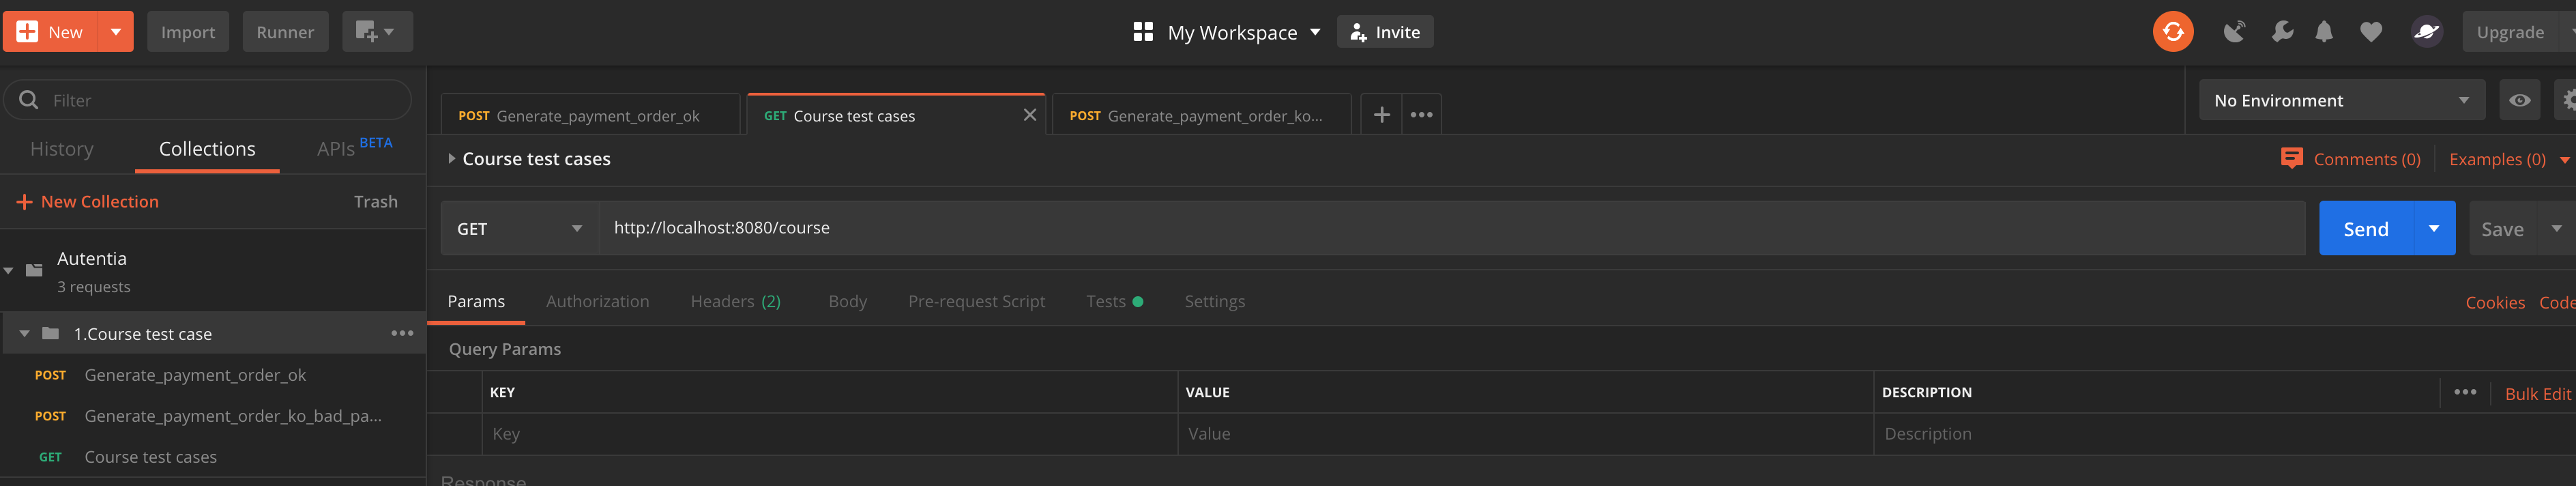 New
Import
Runner
My Workspace
Invite
Upgrade
Filter
History
Collections
APIs BETA
New Collection
Trash
Autentia
3 requests
1.Course test case
POST Generate_payment_order_ok
POST Generate_payment_order_ko_bad_pa...
GET Course test cases
POST Generate_payment_order_ok
GET Course test cases
POST Generate_payment_order_ko...
No Environment
Course test cases
Comments (0)
Examples (0)
GET
http://localhost:8080/course
Send
Save
Params
Authorization
Headers (2)
Body
Pre-request Script
Tests
Settings
Cookies
Code
Query Params
KEY
VALUE
DESCRIPTION
Bulk Edit
Key
Value
Description
Response